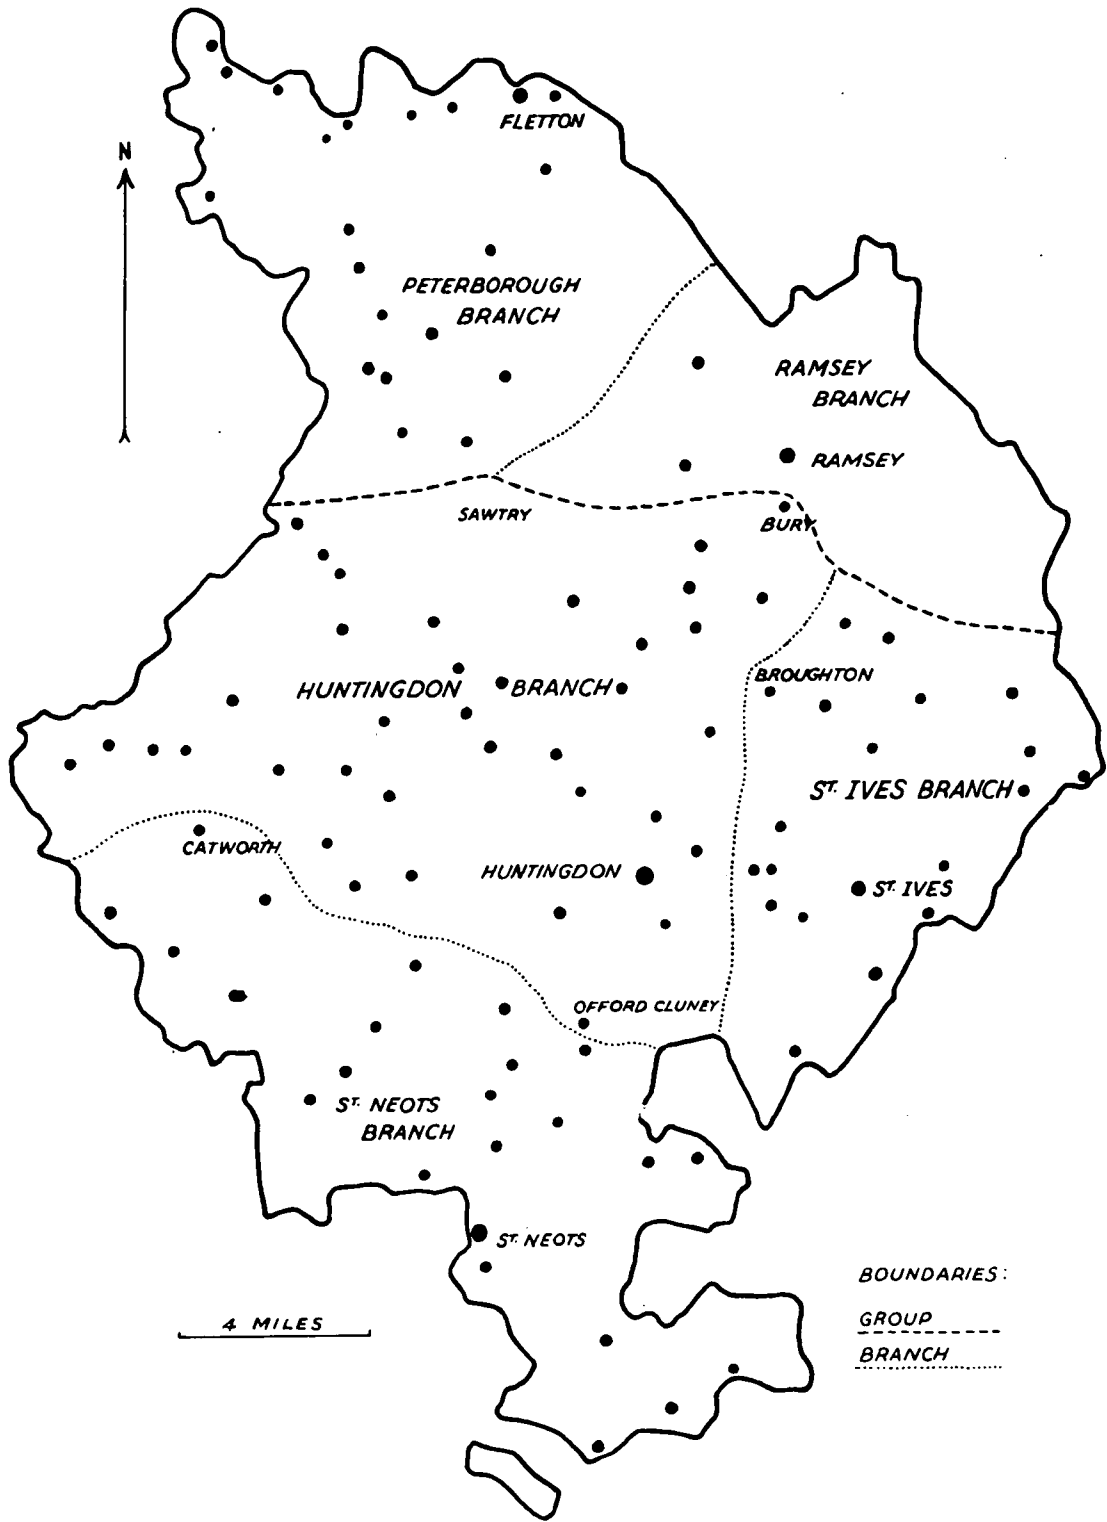 FLETTON
N
PETERBOROUGH
BRANCH
RAMSEY
BRANCH
RAMSEY
SAWTRY
BURY
BROUGHTON
HUNTINGDON BRANCH
ST. IVES BRANCH
CATWORTH
HUNTINGDON
ST. IVES
OFFORD CLUNEY
ST. NEOTS
BRANCH
ST. NEOTS
BOUNDARIES:
4 MILES
GROUP
BRANCH